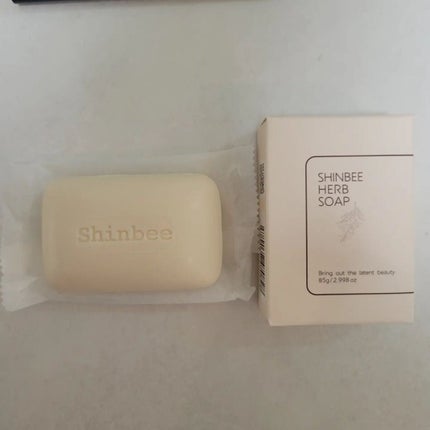 Shinbee
SHINBEE
HERB
SOAP
Bring out the latent beauty
85g/2.998 oz